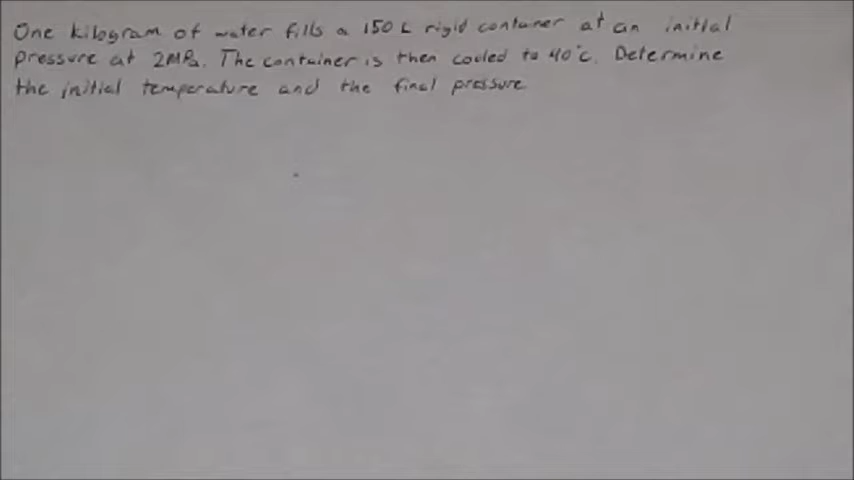 One kilogram of water fills a 150 L rigid container at an initial
pressure at 2MPa. The container is then cooled to 40°C. Determine
the initial temperature and the final pressure